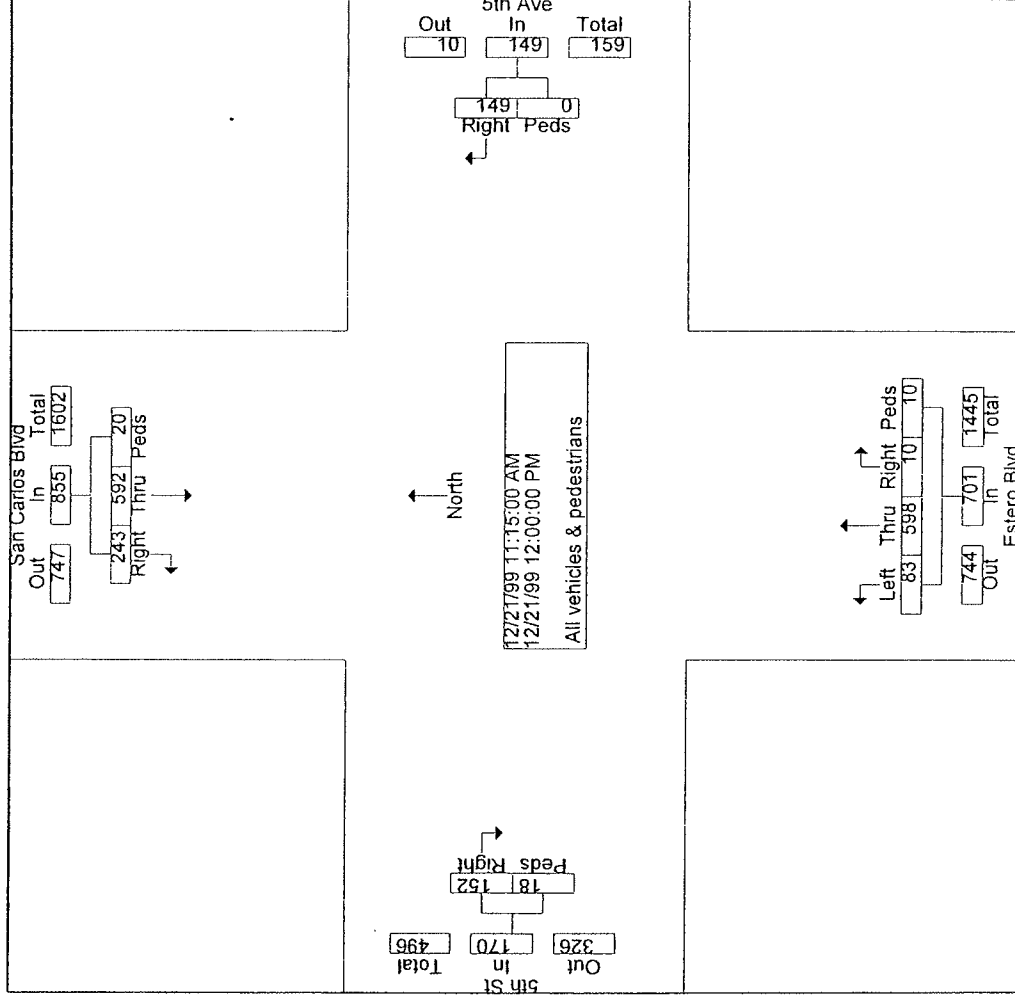 5th Ave
Out In Total
10 149 159
149 0
Right Peds
San Carlos Blvd
Out In Total
747 855 1602
243 592 20
Right Thru Peds
North
12/21/99 11:15:00 AM
12/21/99 12:00:00 PM
All vehicles & pedestrians
Left Thru Right Peds
83 598 10 10
744 701 1445
Out In Total
Estero Blvd
Right Peds
152 18
326 170 496
Out In Total
5th St